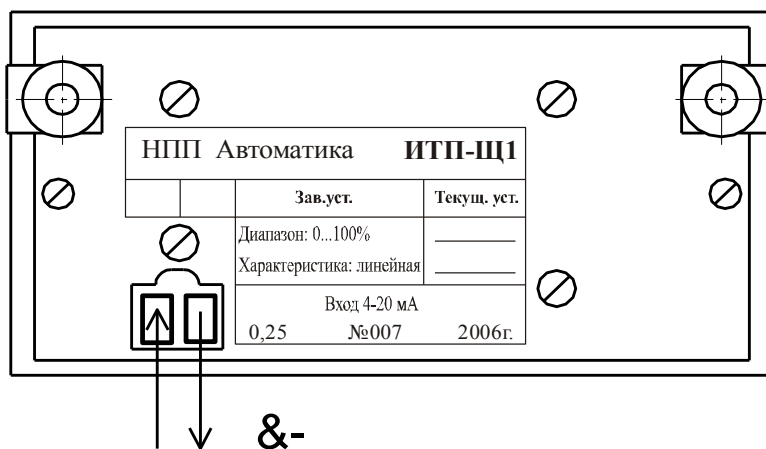 НПП Автоматика ИТП-Щ1
Зав.уст. Текущ. уст.
Диапазон: 0...100%
Характеристика: линейная
Вход 4-20 мА
0,25 №007 2006г.
&-